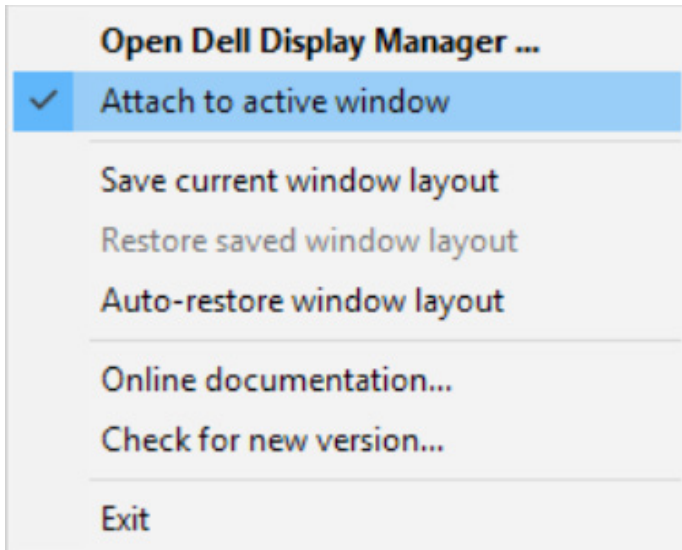 Open Dell Display Manager ...
Attach to active window
Save current window layout
Restore saved window layout
Auto-restore window layout
Online documentation...
Check for new version...
Exit